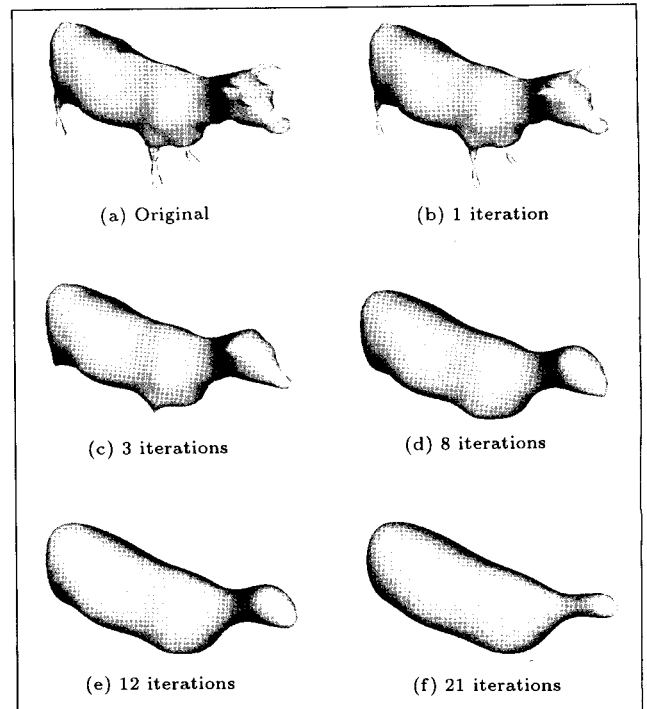 (a) Original
(b) 1 iteration
(c) 3 iterations
(d) 8 iterations
(e) 12 iterations
(f) 21 iterations